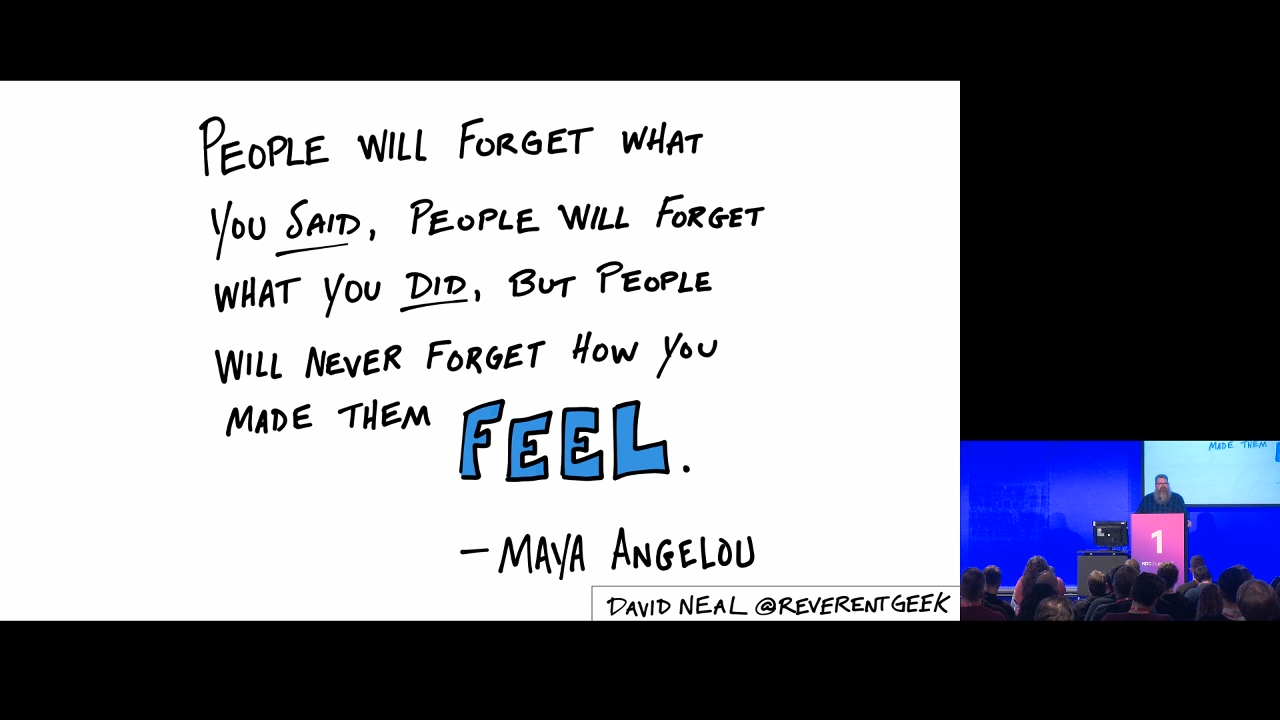 PEOPLE WILL FORGET WHAT
YOU SAID, PEOPLE WILL FORGET
WHAT YOU DID, BUT PEOPLE
WILL NEVER FORGET HOW YOU
MADE THEM FEEL.
— MAYA ANGELOU
DAVID NEAL @REVERENTGEEK
MADE THEM
1
NDC